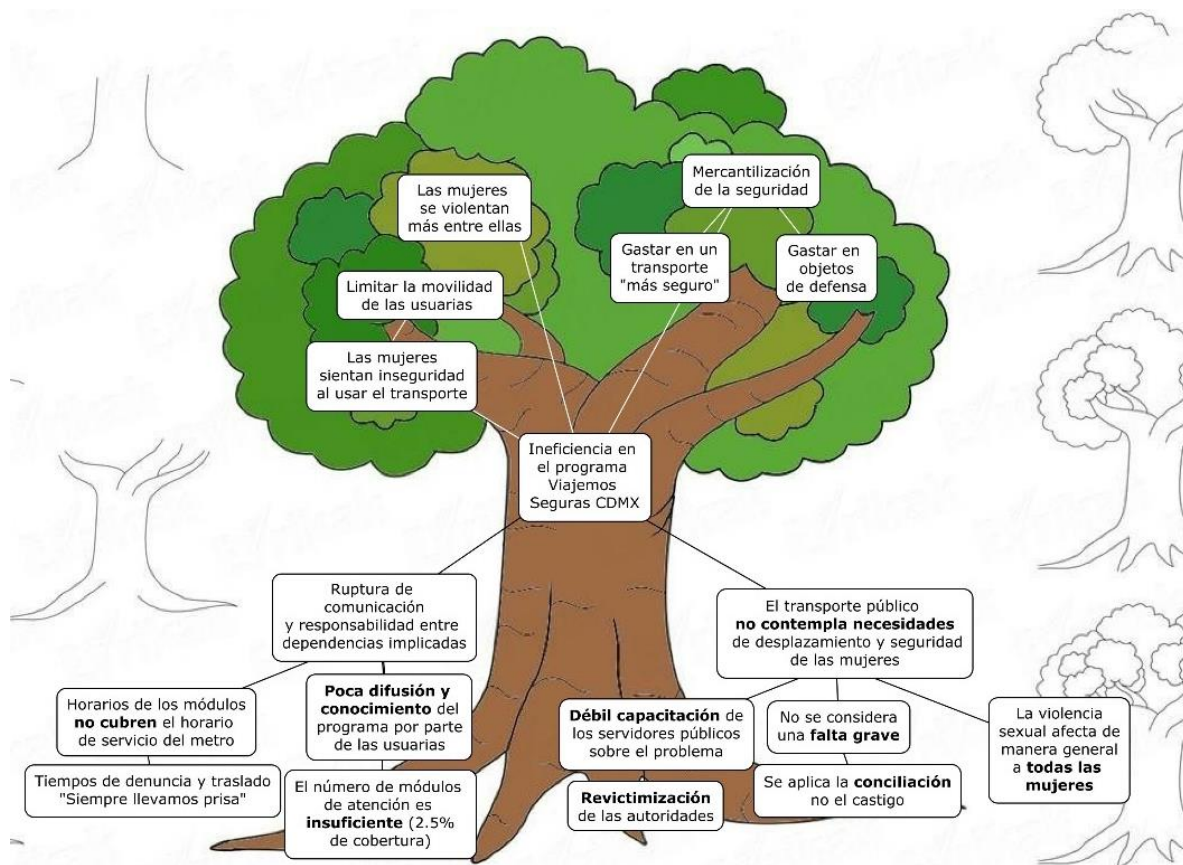 Las mujeres
se violentan
más entre ellas
Mercantilización
de la seguridad
Gastar en un
transporte
"más seguro"
Gastar en
objetos
de defensa
Limitar la movilidad
de las usuarias
Las mujeres
sientan inseguridad
al usar el transporte
Ineficiencia en
el programa
Viajemos
Seguras CDMX
Ruptura de
comunicación
y responsabilidad entre
dependencias implicadas
El transporte público
no contempla necesidades
de desplazamiento y seguridad
de las mujeres
Horarios de los módulos
no cubren el horario
de servicio del metro
Poca difusión y
conocimiento del
programa por parte
de las usuarias
Débil capacitación de
los servidores públicos
sobre el problema
No se considera
una falta grave
La violencia
sexual afecta de
manera general
a todas las
mujeres
Tiempos de denuncia y traslado
"Siempre llevamos prisa"
El número de módulos
de atención es
insuficiente (2.5%
de cobertura)
Revictimización
de las autoridades
Se aplica la conciliación
no el castigo